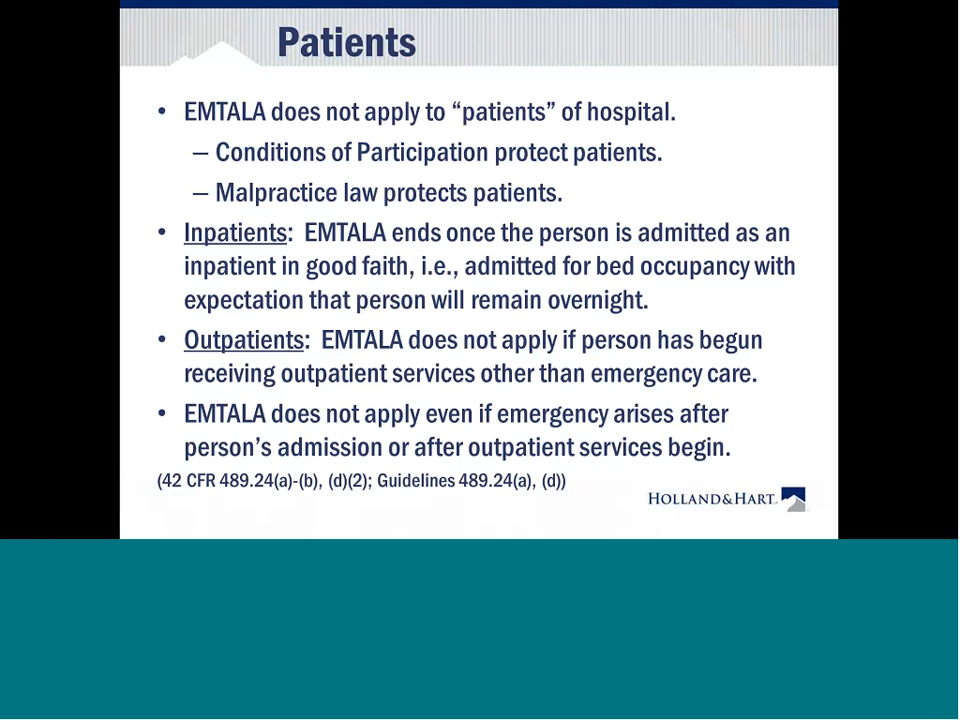 Patients
• EMTALA does not apply to “patients” of hospital.
– Conditions of Participation protect patients.
– Malpractice law protects patients.
• Inpatients: EMTALA ends once the person is admitted as an
inpatient in good faith, i.e., admitted for bed occupancy with
expectation that person will remain overnight.
• Outpatients: EMTALA does not apply if person has begun
receiving outpatient services other than emergency care.
• EMTALA does not apply even if emergency arises after
person’s admission or after outpatient services begin.
(42 CFR 489.24(a)-(b), (d)(2); Guidelines 489.24(a), (d))
HOLLAND&HART